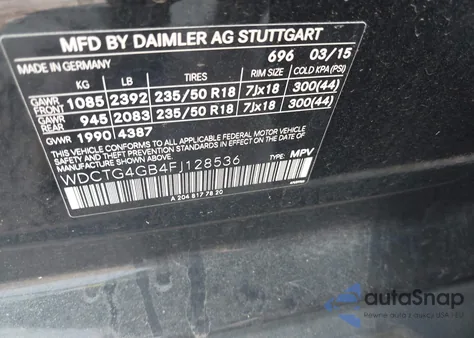 MFD BY DAIMLER AG STUTTGART
MADE IN GERMANY 696 03/15
KG LB TIRES RIM SIZE COLD KPA (PSI)
GAWR FRONT 1085 2392 235/50 R18 7Jx18 300(44)
GAWR REAR 945 2083 235/50 R18 7Jx18 300(44)
GVWR 1990 4387
THIS VEHICLE CONFORMS TO ALL APPLICABLE FEDERAL MOTOR VEHICLE SAFETY, BUMPER, AND THEFT PREVENTION STANDARDS IN EFFECT ON THE DATE OF MANUFACTURE SHOWN ABOVE.
WDCTG4GB4FJ128536 TYPE: MPV
A 204 817 78 20
autoSnap